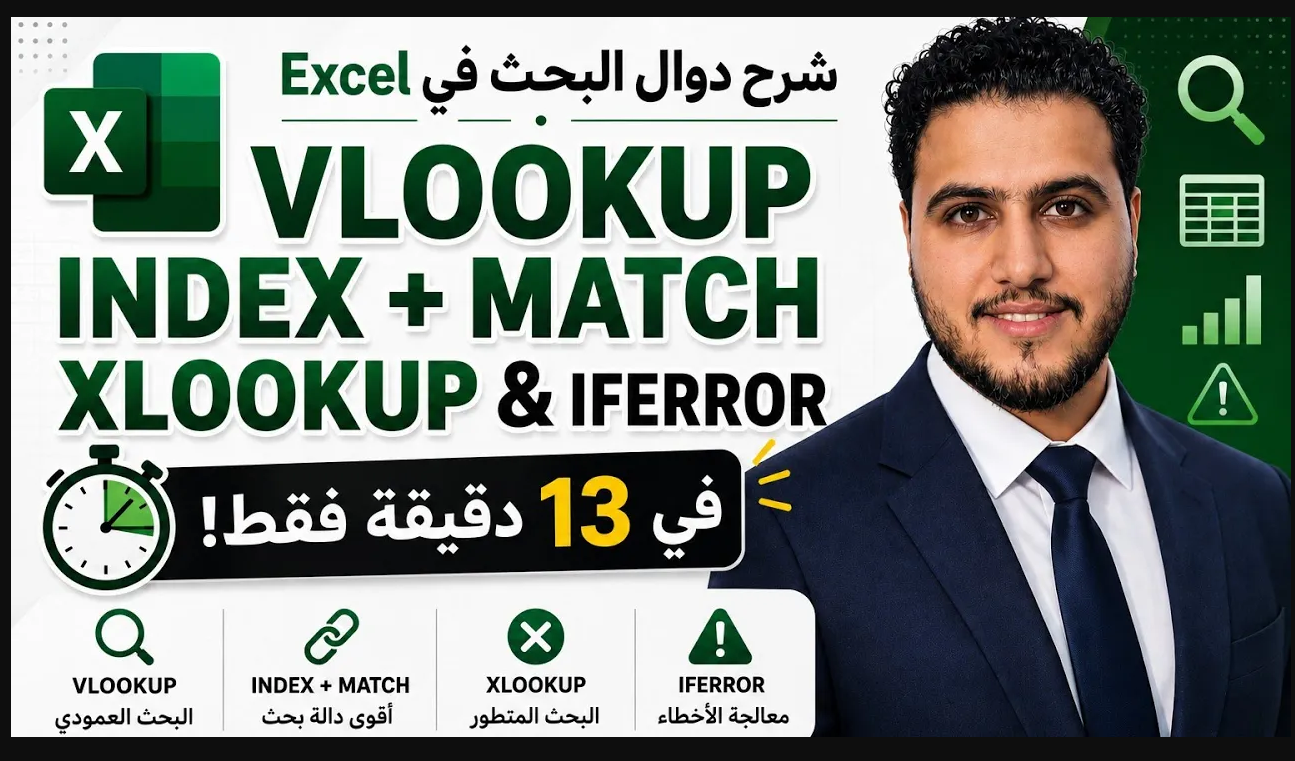 شرح دوال البحث في Excel
X
VLOOKUP
INDEX + MATCH
XLOOKUP & IFERROR
في 13 دقيقة فقط!
VLOOKUP
البحث العمودي
INDEX + MATCH
أقوى دالة بحث
XLOOKUP
البحث المتطور
IFERROR
معالجة الأخطاء